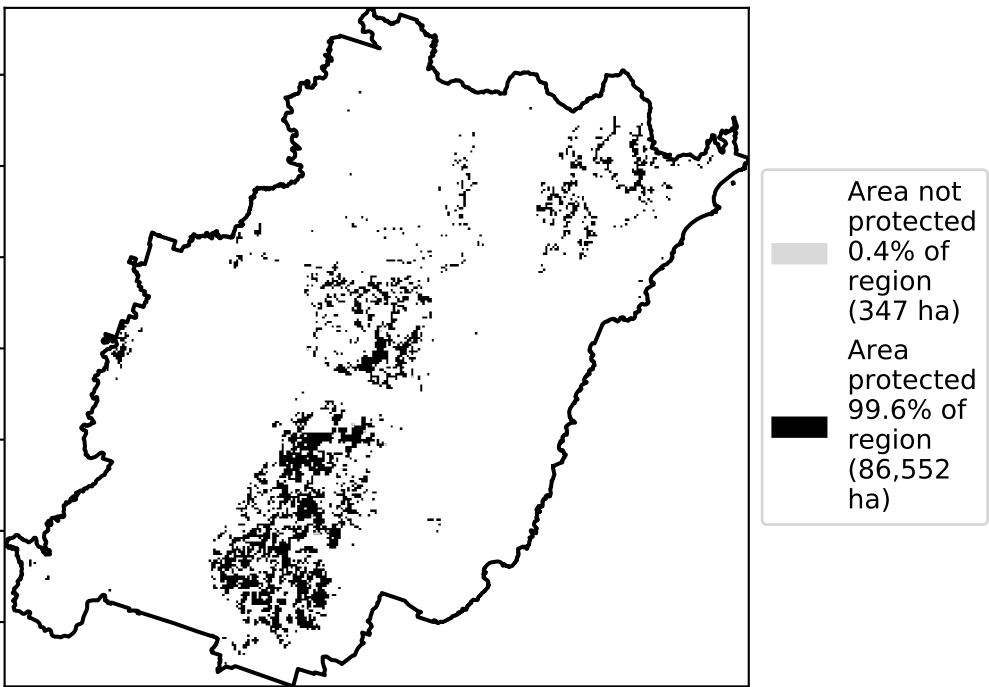 Area not
protected
0.4% of
region
(347 ha)
Area
protected
99.6% of
region
(86,552
ha)